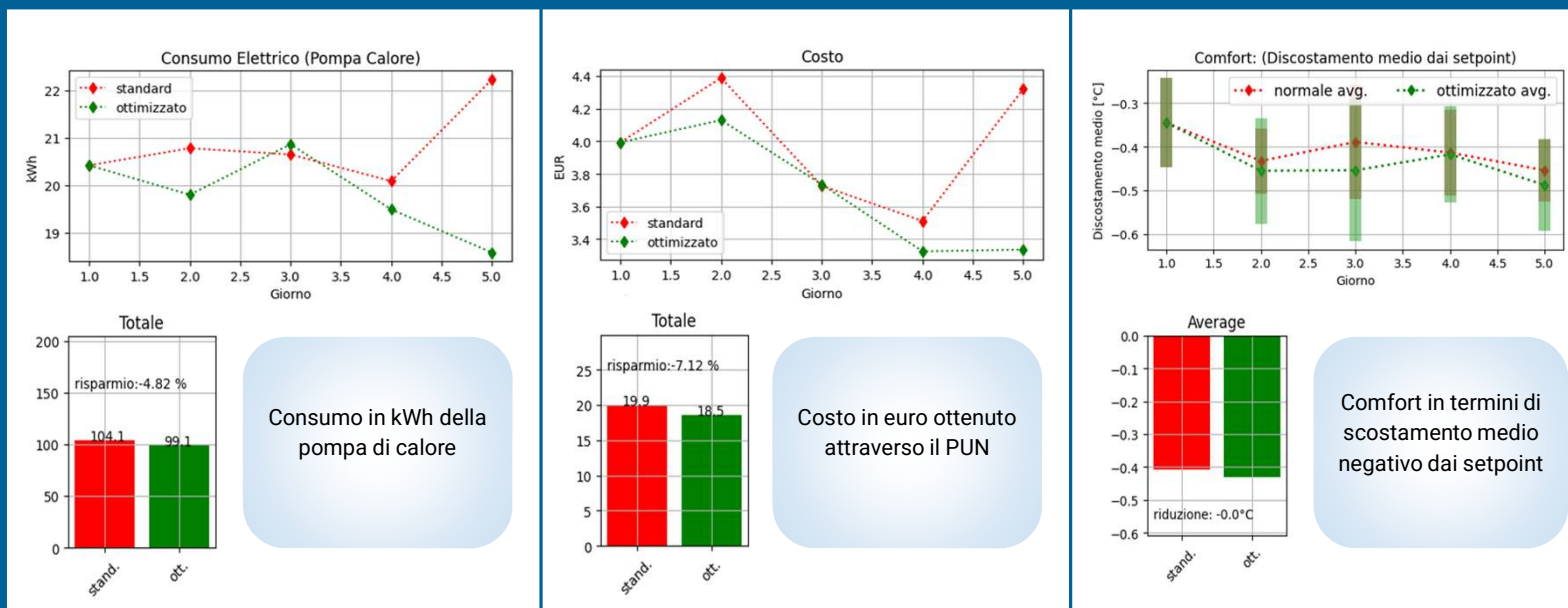 Consumo Elettrico (Pompa Calore)
kWh
22
21
20
19
standard
ottimizzato
1.0 1.5 2.0 2.5 3.0 3.5 4.0 4.5 5.0
Giorno
Totale
200
150
100
50
0
risparmio:-4.82 %
104.1 99.1
stand. ott.
Consumo in kWh della
pompa di calore
Costo
EUR
4.4
4.2
4.0
3.8
3.6
3.4
standard
ottimizzato
1.0 1.5 2.0 2.5 3.0 3.5 4.0 4.5 5.0
Giorno
Totale
25
20
15
10
5
0
risparmio:-7.12 %
19.9 18.5
stand. ott.
Costo in euro ottenuto
attraverso il PUN
Comfort: (Discostamento medio dai setpoint)
Discostamento medio [°C]
−0.3
−0.4
−0.5
−0.6
normale avg. ottimizzato avg.
1.0 1.5 2.0 2.5 3.0 3.5 4.0 4.5 5.0
Giorno
Average
0.0
−0.1
−0.2
−0.3
−0.4
−0.5
−0.6
riduzione: -0.0°C
stand. ott.
Comfort in termini di
scostamento medio
negativo dai setpoint